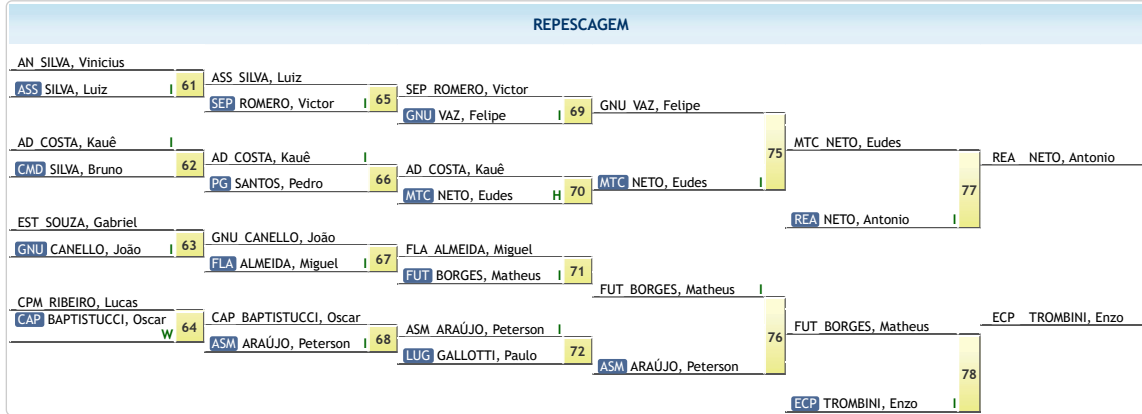 REPESCAGEM
AN SILVA, Vinicius
ASS SILVA, Luiz I
61
ASS SILVA, Luiz
SEP ROMERO, Victor I
65
SEP ROMERO, Victor
GNU VAZ, Felipe I
69
GNU VAZ, Felipe
AD COSTA, Kauê I
CMD SILVA, Bruno
62
AD COSTA, Kauê I
PG SANTOS, Pedro
66
AD COSTA, Kauê
MTC NETO, Eudes H
70
MTC NETO, Eudes I
75
MTC NETO, Eudes
REA NETO, Antonio I
77
REA NETO, Antonio
EST SOUZA, Gabriel
GNU CANELLO, João I
63
GNU CANELLO, João
FLA ALMEIDA, Miguel I
67
FLA ALMEIDA, Miguel
FUT BORGES, Matheus I
71
FUT BORGES, Matheus I
CPM RIBEIRO, Lucas
CAP BAPTISTUCCI, Oscar
W
64
CAP BAPTISTUCCI, Oscar
ASM ARAÚJO, Peterson I
68
ASM ARAÚJO, Peterson I
LUG GALLOTTI, Paulo
72
ASM ARAÚJO, Peterson
76
FUT BORGES, Matheus
ECP TROMBINI, Enzo I
78
ECP TROMBINI, Enzo